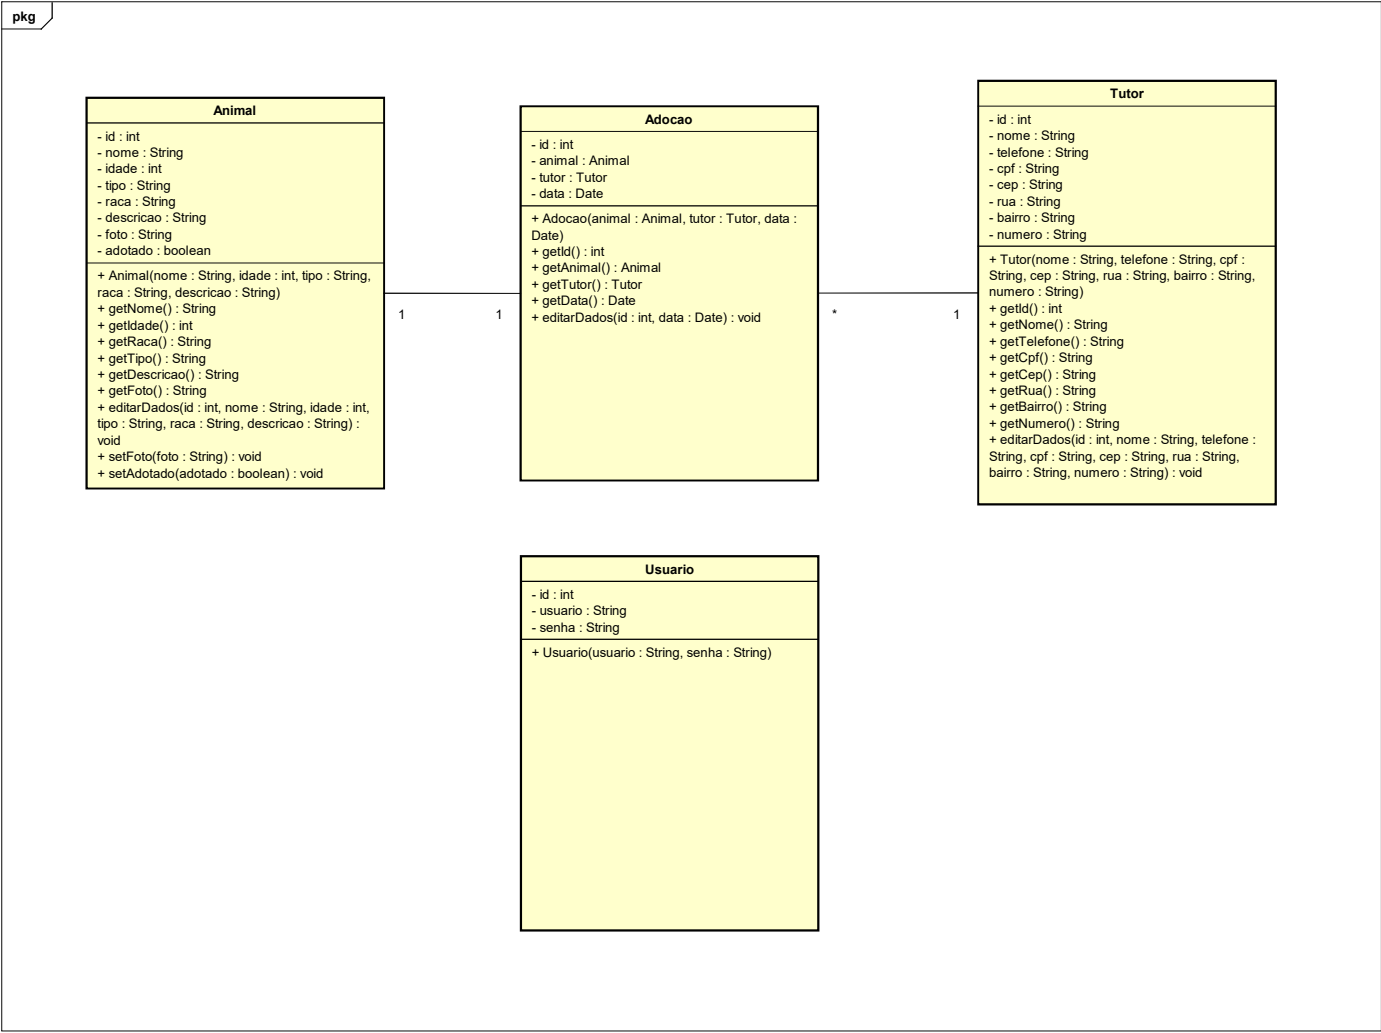 pkg
Animal
- id : int
- nome : String
- idade : int
- tipo : String
- raca : String
- descricao : String
- foto : String
- adotado : boolean
+ Animal(nome : String, idade : int, tipo : String,
raca : String, descricao : String)
+ getNome() : String
+ getIdade() : int
+ getRaca() : String
+ getTipo() : String
+ getDescricao() : String
+ getFoto() : String
+ editarDados(id : int, nome : String, idade : int,
tipo : String, raca : String, descricao : String) :
void
+ setFoto(foto : String) : void
+ setAdotado(adotado : boolean) : void
1
1
Adocao
- id : int
- animal : Animal
- tutor : Tutor
- data : Date
+ Adocao(animal : Animal, tutor : Tutor, data :
Date)
+ getId() : int
+ getAnimal() : Animal
+ getTutor() : Tutor
+ getData() : Date
+ editarDados(id : int, data : Date) : void
*
1
Tutor
- id : int
- nome : String
- telefone : String
- cpf : String
- cep : String
- rua : String
- bairro : String
- numero : String
+ Tutor(nome : String, telefone : String, cpf :
String, cep : String, rua : String, bairro : String,
numero : String)
+ getId() : int
+ getNome() : String
+ getTelefone() : String
+ getCpf() : String
+ getCep() : String
+ getRua() : String
+ getBairro() : String
+ getNumero() : String
+ editarDados(id : int, nome : String, telefone :
String, cpf : String, cep : String, rua : String,
bairro : String, numero : String) : void
Usuario
- id : int
- usuario : String
- senha : String
+ Usuario(usuario : String, senha : String)